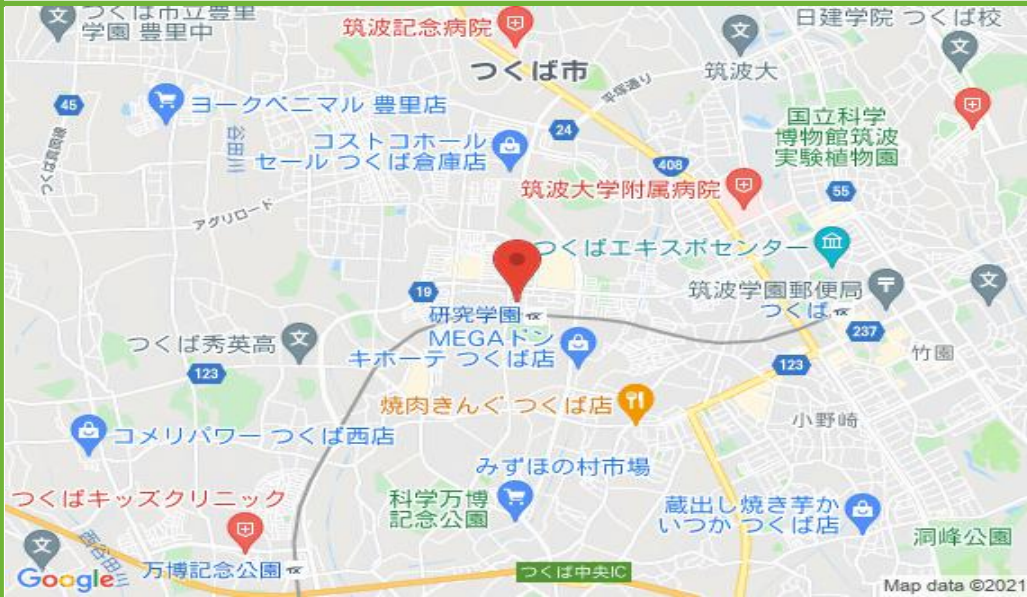 つくば市立豊里
学園 豊里中
筑波記念病院
日建学院 つくば校
つくば市
筑波大
平塚通り
45
ヨークベニマル 豊里店
谷田川
つくば真岡線
24
コストコホール
セール つくば倉庫店
国立科学
博物館筑波
実験植物園
408
筑波大学附属病院
55
アグリロード
つくばエキスポセンター
19
筑波学園郵便局
研究学園
つくば
MEGAドン
キホーテ つくば店
237
つくば秀英高
竹園
123
123
焼肉きんぐ つくば店
小野崎
コメリパワー つくば西店
みずほの村市場
つくばキッズクリニック
科学万博
記念公園
蔵出し焼き芋か
いつか つくば店
洞峰公園
西谷田川
万博記念公園
つくば中央IC
Google
Map data ©2021